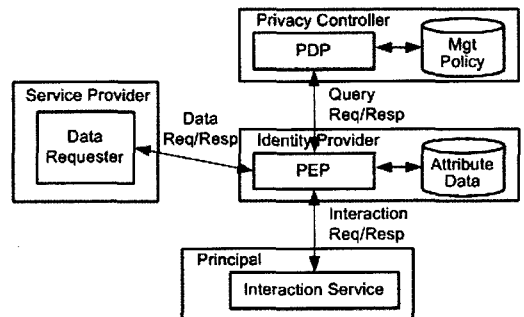 Privacy Controller
PDP
Mgt
Policy
Service Provider
Data
Requester
Data
Req/Resp
Query
Req/Resp
Identity Provider
PEP
Attribute
Data
Interaction
Req/Resp
Principal
Interaction Service